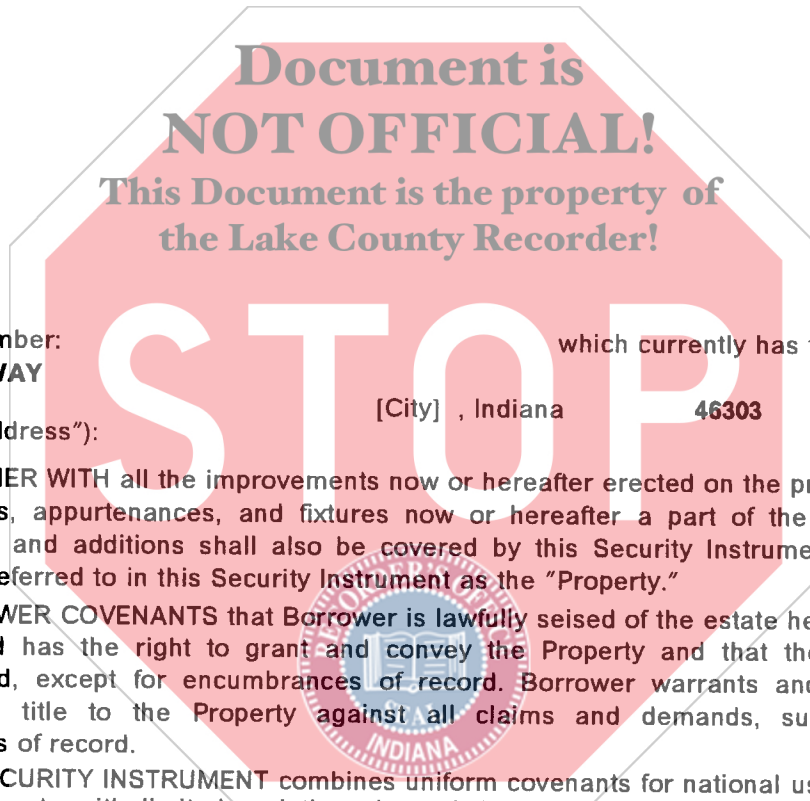 Document is
NOT OFFICIAL!
This Document is the property of
the Lake County Recorder!
STOP
mber: which currently has
WAY
[City] , Indiana 46303
ddress"):
ER WITH all the improvements now or hereafter erected on the pr
s, appurtenances, and fixtures now or hereafter a part of the
and additions shall also be covered by this Security Instrume
eferred to in this Security Instrument as the "Property."
WER COVENANTS that Borrower is lawfully seised of the estate he
has the right to grant and convey the Property and that the
d, except for encumbrances of record. Borrower warrants and
title to the Property against all claims and demands, su
s of record.
CURITY INSTRUMENT combines uniform covenants for national us
SEAL
INDIANA